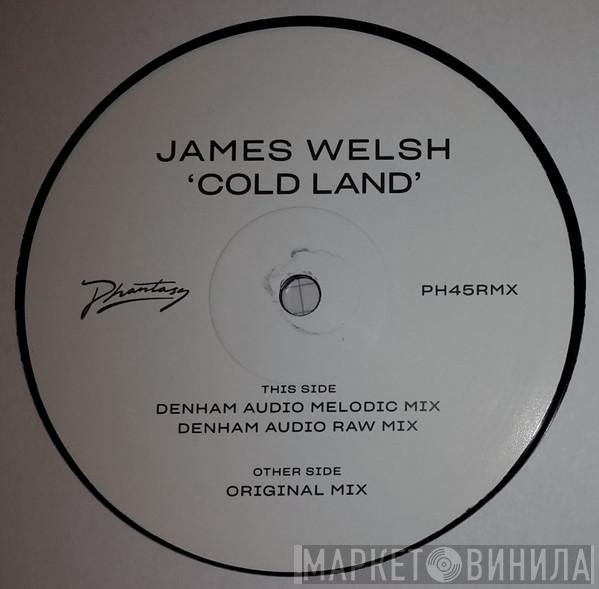 JAMES WELSH
‘COLD LAND’
Phantasy
PH45RMX
THIS SIDE
DENHAM AUDIO MELODIC MIX
DENHAM AUDIO RAW MIX
OTHER SIDE
ORIGINAL MIX
МАРКЕТ ВИНИЛА